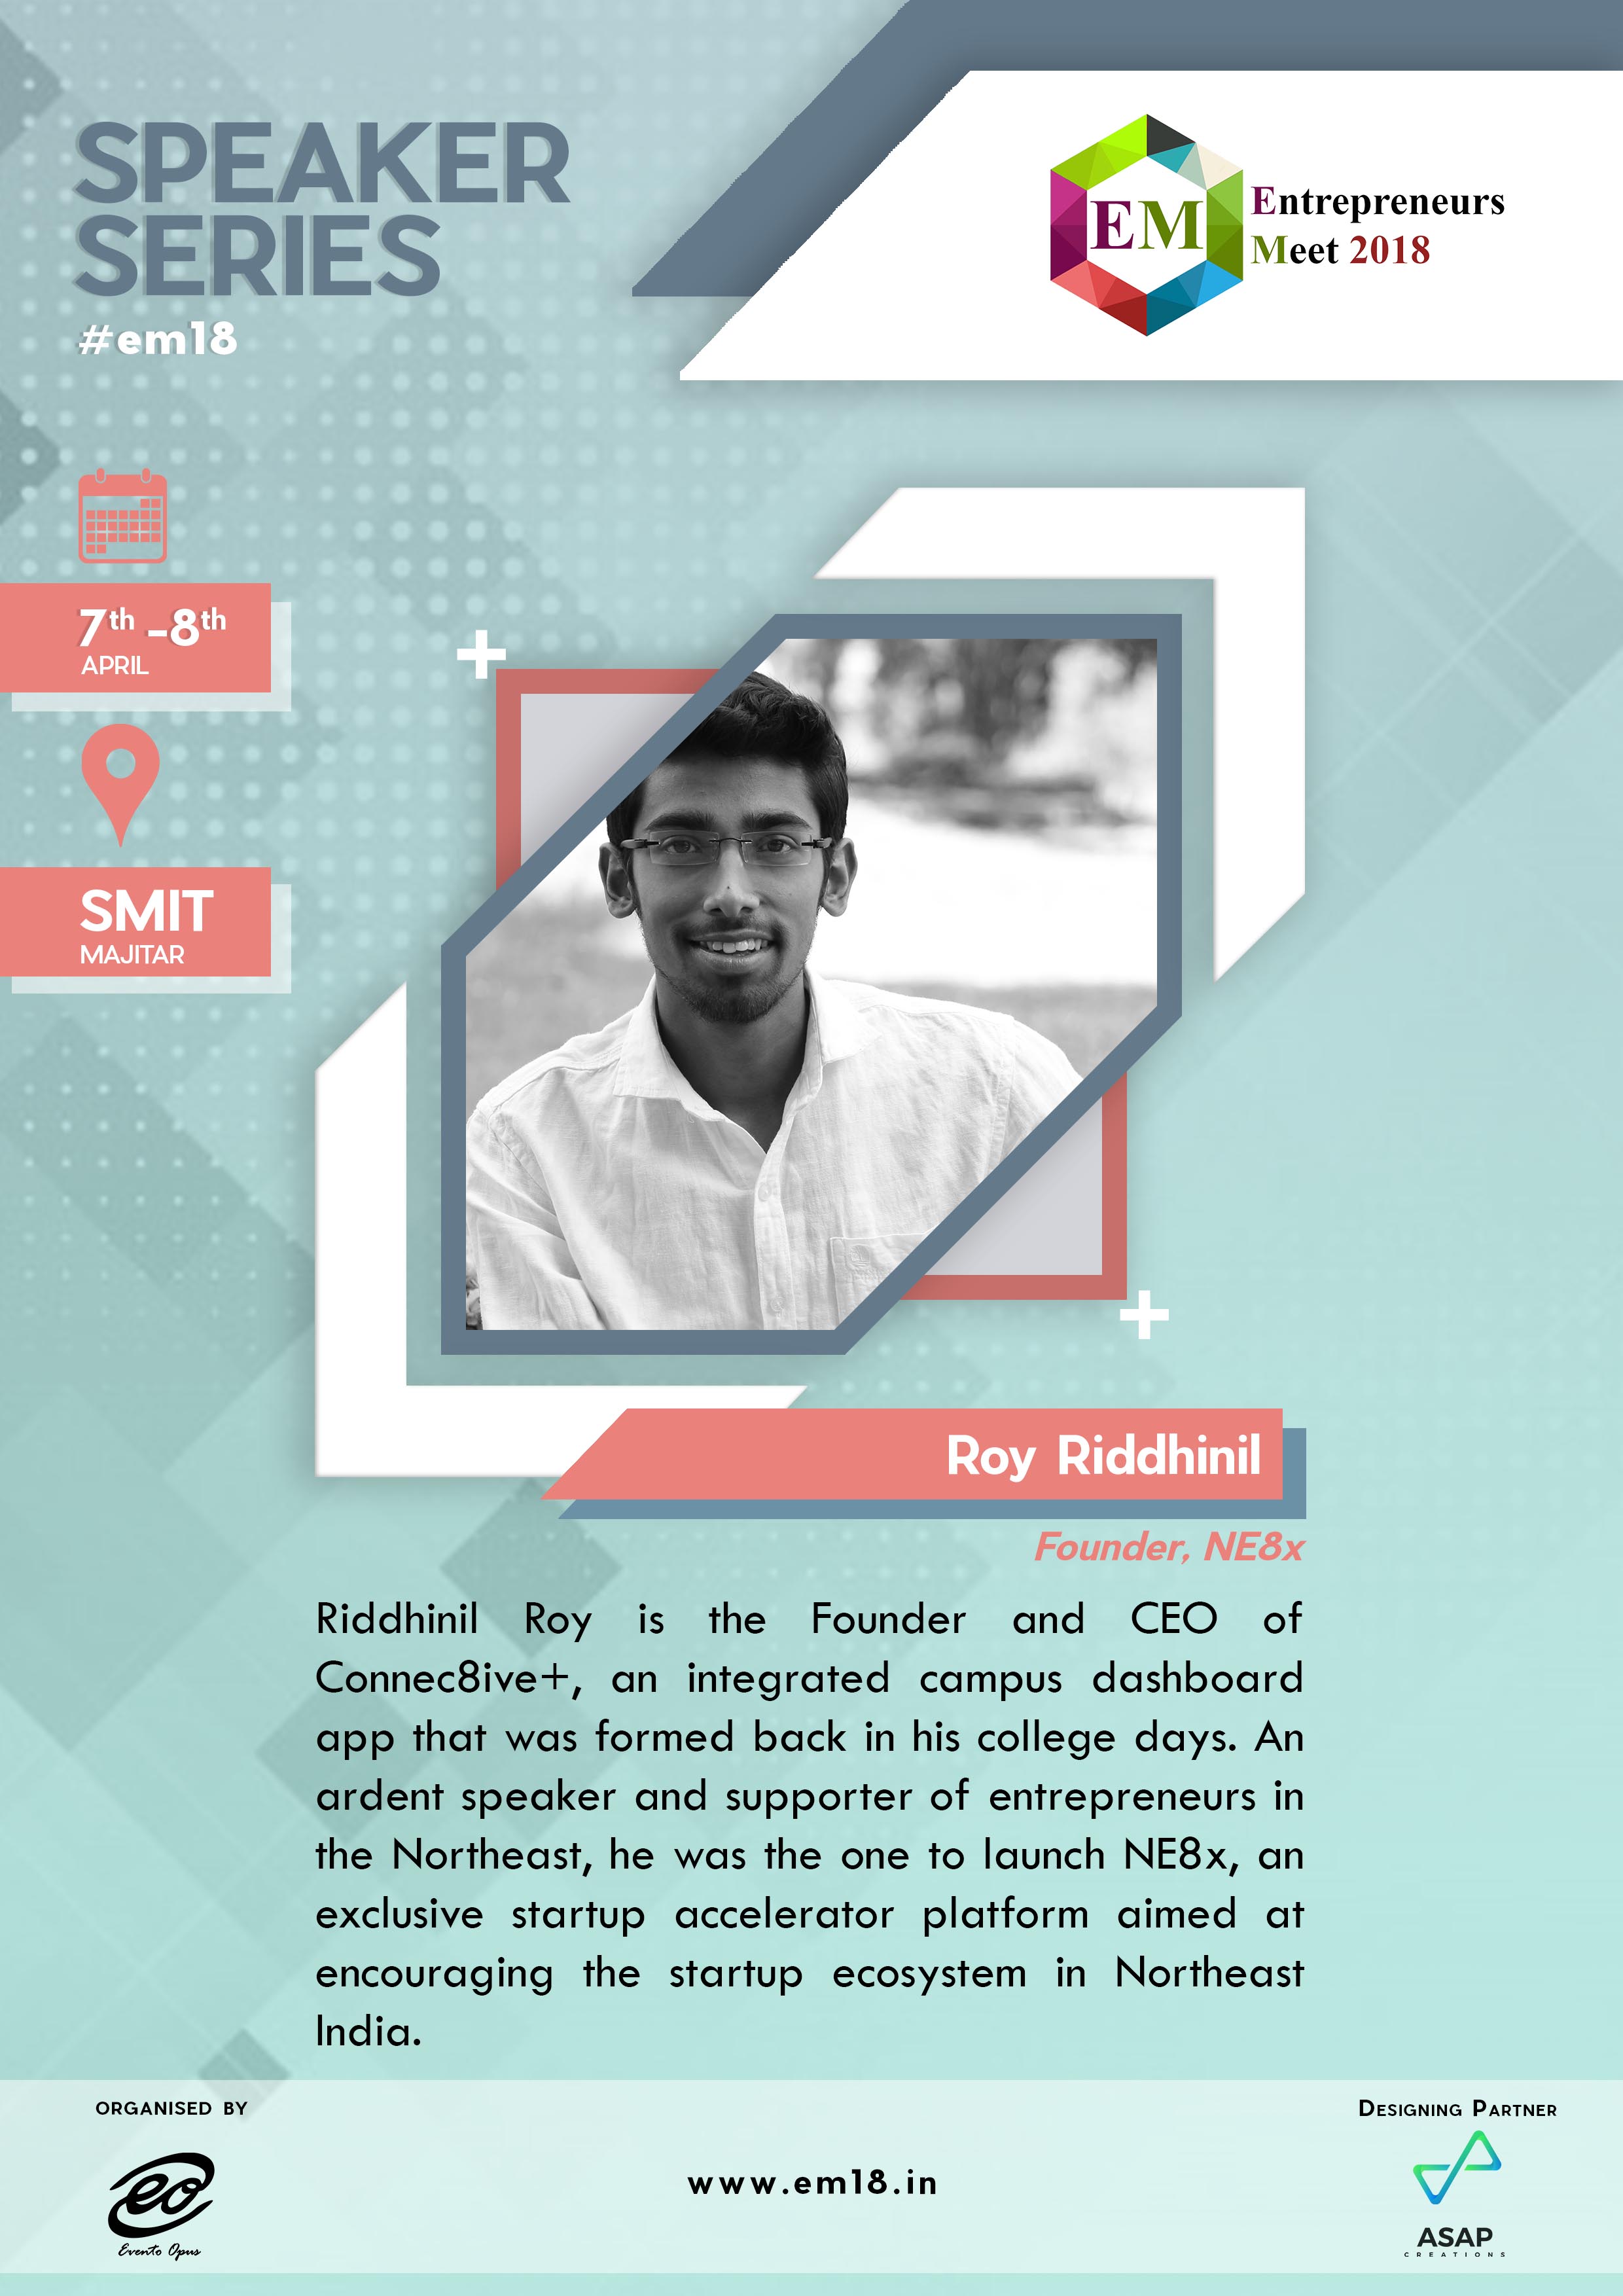 SPEAKER
SERIES
#em18
EM
Entrepreneurs
Meet 2018
7th -8th
APRIL
SMIT
MAJITAR
Roy Riddhinil
Founder, NE8x
Riddhinil Roy is the Founder and CEO of
Connec8ive+, an integrated campus dashboard
app that was formed back in his college days. An
ardent speaker and supporter of entrepreneurs in
the Northeast, he was the one to launch NE8x, an
exclusive startup accelerator platform aimed at
encouraging the startup ecosystem in Northeast
India.
ORGANISED BY
eo
Evento Opus
www.em18.in
DESIGNING PARTNER
ASAP
CREATIONS